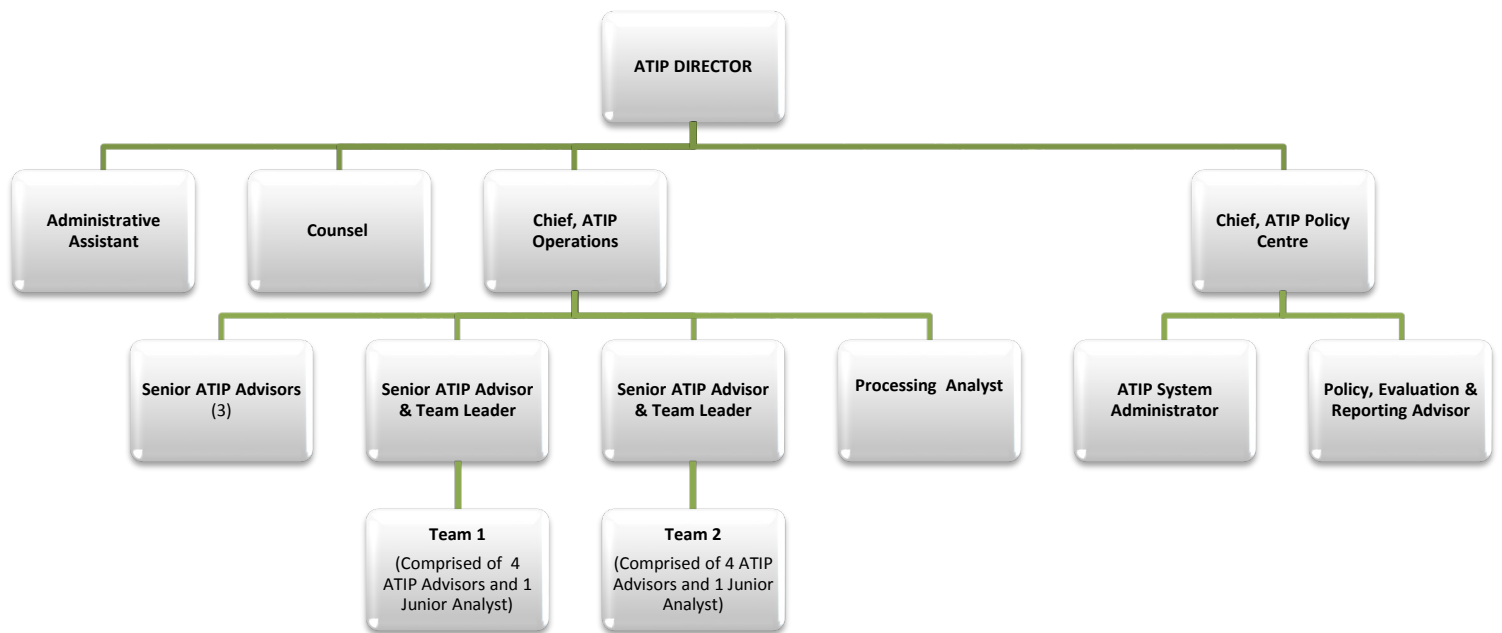 ATIP DIRECTOR
Administrative
Assistant
Counsel
Chief, ATIP
Operations
Chief, ATIP Policy
Centre
Senior ATIP Advisors
(3)
Senior ATIP Advisor
& Team Leader
Senior ATIP Advisor
& Team Leader
Processing Analyst
ATIP System
Administrator
Policy, Evaluation &
Reporting Advisor
Team 1
(Comprised of 4
ATIP Advisors and 1
Junior Analyst)
Team 2
(Comprised of 4 ATIP
Advisors and 1 Junior
Analyst)